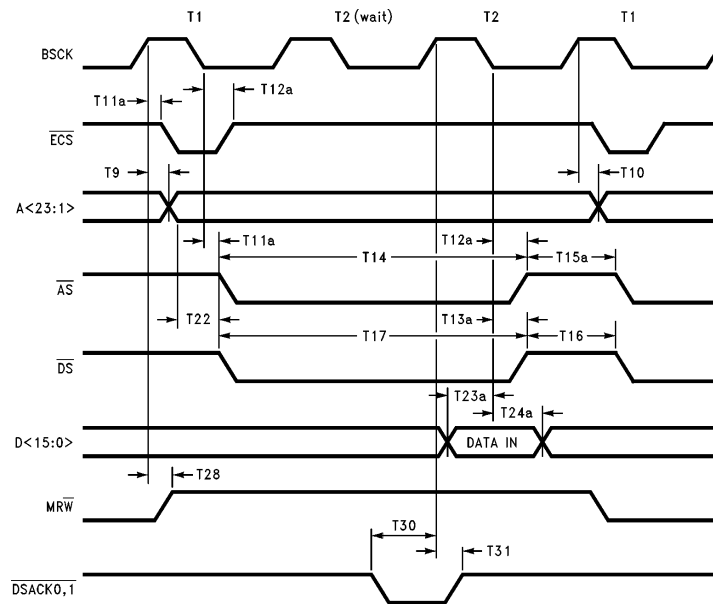 T1 T2 (wait) T2 T1
BSCK
T11a T12a
ECS
T9 T10
A<23:1>
T11a T12a
T14 T15a
AS
T22 T13a
T17 T16
DS
T23a
T24a
D<15:0> DATA IN
T28
MRW
T30
T31
DSACK0,1